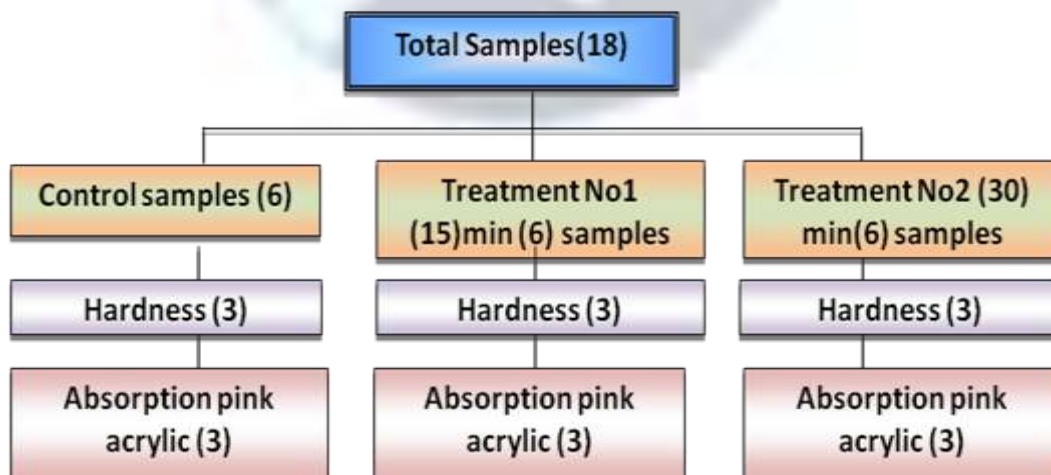 Total Samples(18)
Control samples (6)
Treatment No1
(15)min (6) samples
Treatment No2 (30)
min(6) samples
Hardness (3)
Hardness (3)
Hardness (3)
Absorption pink
acrylic (3)
Absorption pink
acrylic (3)
Absorption pink
acrylic (3)